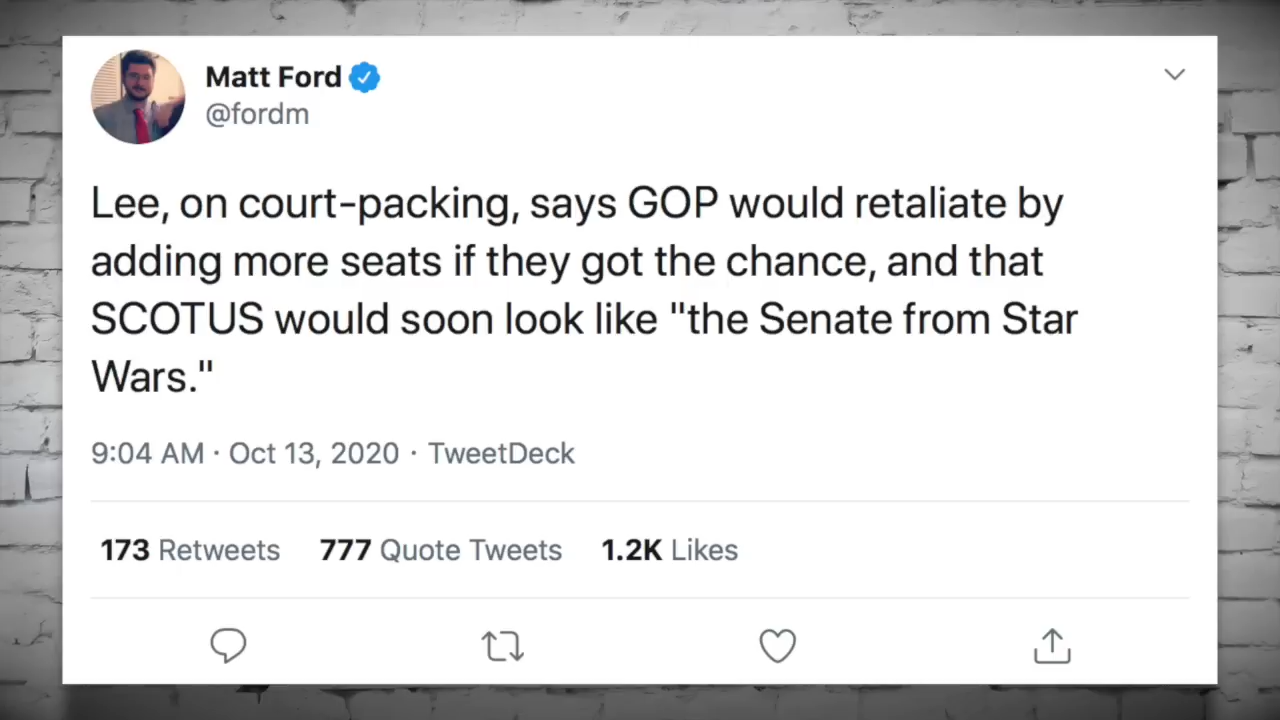 Matt Ford
@fordm
Lee, on court-packing, says GOP would retaliate by
adding more seats if they got the chance, and that
SCOTUS would soon look like "the Senate from Star
Wars."
9:04 AM · Oct 13, 2020 · TweetDeck
173 Retweets 777 Quote Tweets 1.2K Likes